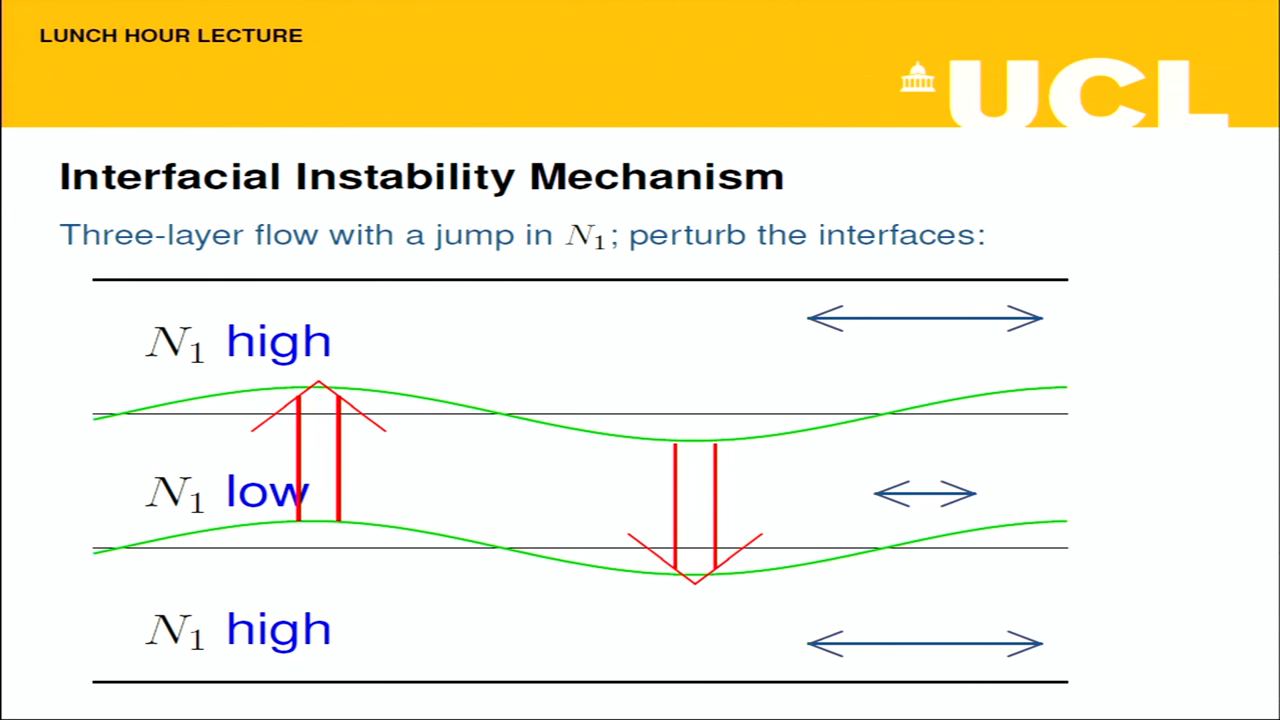 LUNCH HOUR LECTURE
UCL
Interfacial Instability Mechanism
Three-layer flow with a jump in N₁; perturb the interfaces:
N₁ high
N₁ low
N₁ high